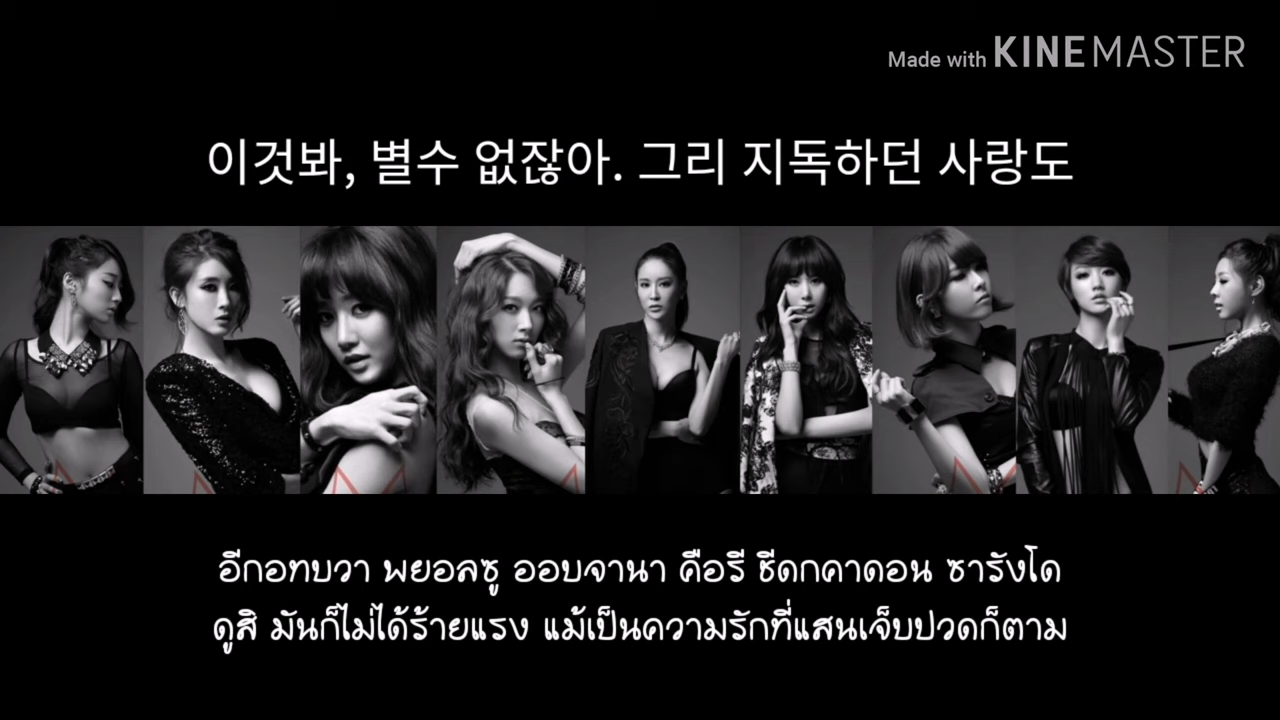 Made with KINEMASTER
이것봐, 별수 없잖아. 그리 지독하던 사랑도
อีกอทบวา พยอลซู ออบจานา คือรี ชีดกคาดอน ซารังโด
ดูสิ มันก็ไม่ได้ร้ายแรง แม้เป็นความรักที่แสนเจ็บปวดก็ตาม